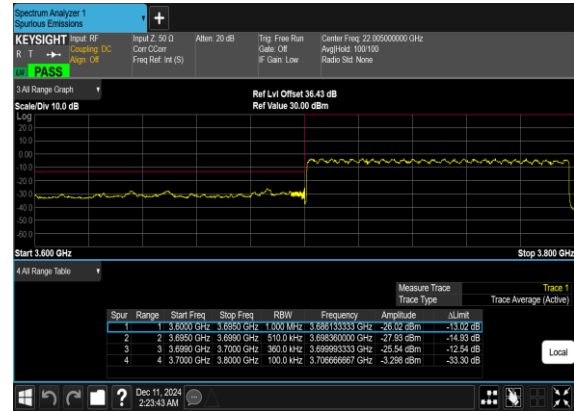 Spectrum Analyzer 1
Spurious Emissions
KEYSIGHT Input: RF
R T Coupling: DC
Align: Off
Input Z: 50 Ω
Corr CCorr
Freq Ref: Int (S)
Atten: 20 dB
Trig: Free Run
Gate: Off
IF Gain: Low
Center Freq: 22.005000000 GHz
Avg|Hold: 100/100
Radio Std: None
LXI PASS
3 All Range Graph
Ref Lvl Offset 36.43 dB
Scale/Div 10.0 dB
Ref Value 30.00 dBm
Log
20.0
10.0
0.00
-10.0
-20.0
-30.0
-40.0
-50.0
-60.0
Start 3.600 GHz
Stop 3.800 GHz
4 All Range Table
Measure Trace Trace 1
Trace Type Trace Average (Active)
Spur Range Start Freq Stop Freq RBW Frequency Amplitude ΔLimit
1 1 3.6000 GHz 3.6950 GHz 1.000 MHz 3.686133333 GHz -26.02 dBm -13.02 dB
2 2 3.6950 GHz 3.6990 GHz 510.0 kHz 3.698360000 GHz -27.93 dBm -14.93 dB
3 3 3.6990 GHz 3.7000 GHz 360.0 kHz 3.699993333 GHz -25.54 dBm -12.54 dB
4 4 3.7000 GHz 3.8000 GHz 100.0 kHz 3.706666667 GHz -3.298 dBm -33.30 dB
Local
?
Dec 11, 2024
2:23:43 AM